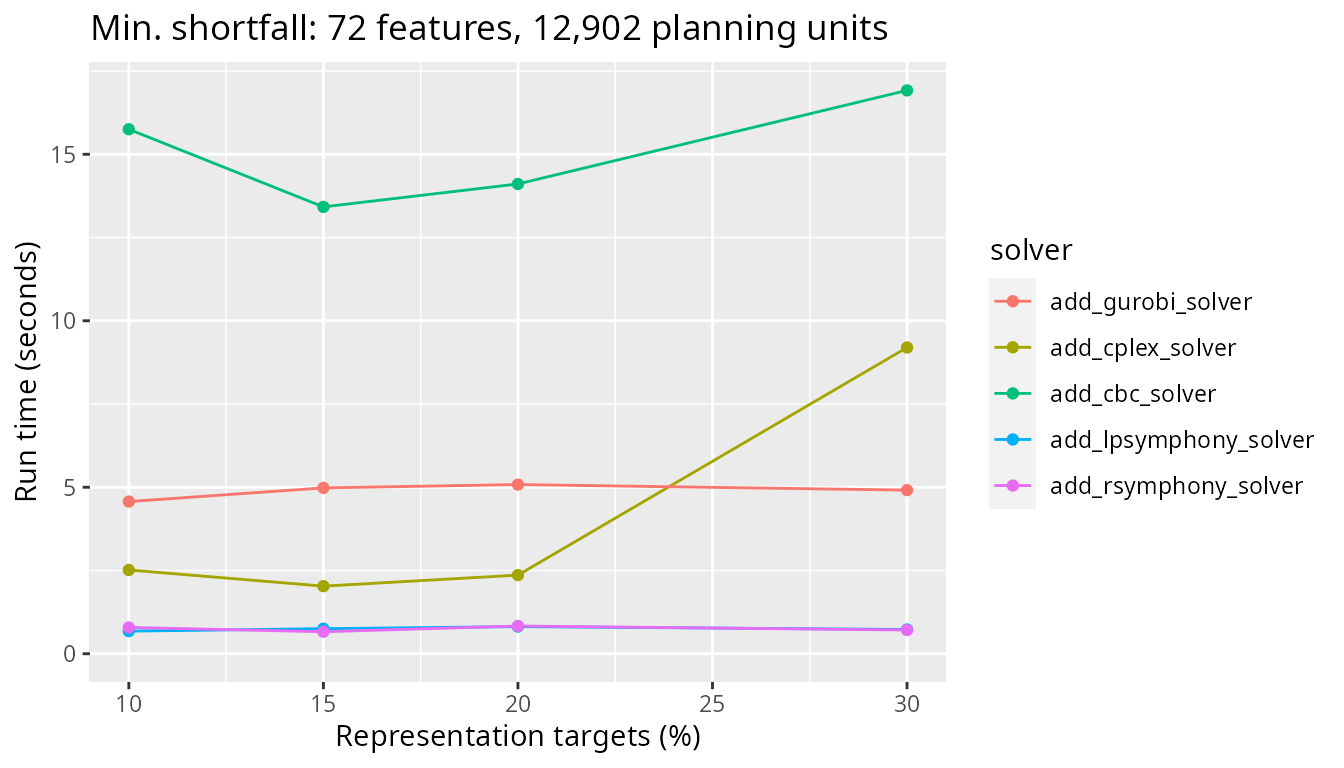 Min. shortfall: 72 features, 12,902 planning units
Run time (seconds)
15
10
5
0
10 15 20 25 30
Representation targets (%)
solver
add_gurobi_solver
add_cplex_solver
add_cbc_solver
add_lpsymphony_solver
add_rsymphony_solver